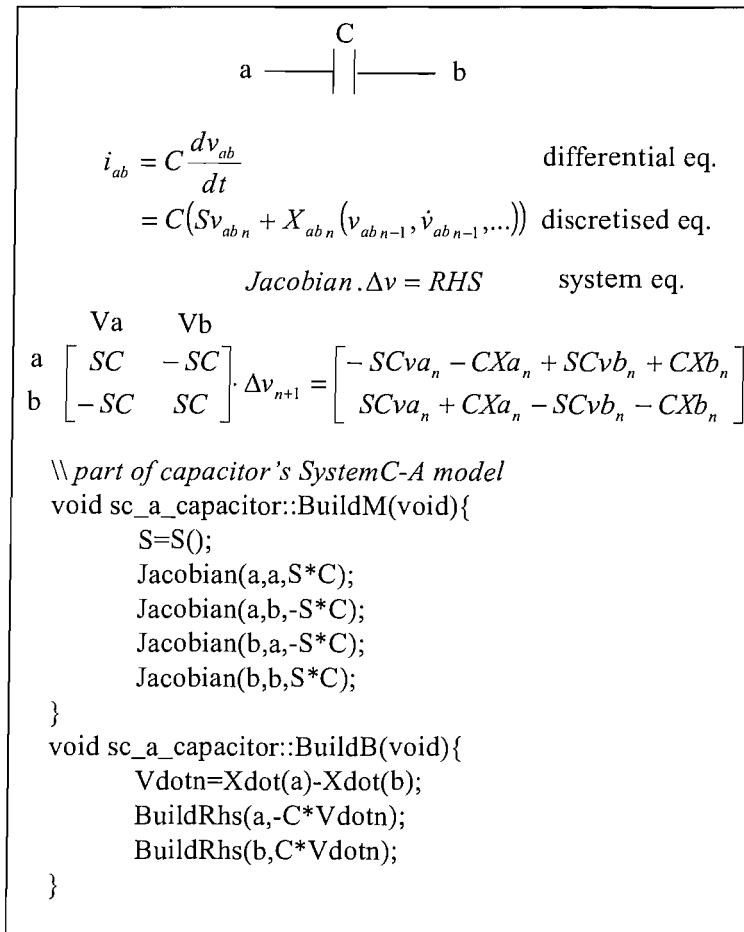 C
a b
i_ab = C dv_ab/dt differential eq.
= C(Sv_ab n + X_ab n (v_ab n-1, v̇_ab n-1,...)) discretised eq.
Jacobian.Δv = RHS system eq.
Va Vb
a [SC −SC] [−SCva_n − CXa_n + SCvb_n + CXb_n]
b [−SC SC] . Δv_n+1 = [SCva_n + CXa_n − SCvb_n − CXb_n]
\\ part of capacitor's SystemC-A model
void sc_a_capacitor::BuildM(void){
S=S();
Jacobian(a,a,S*C);
Jacobian(a,b,-S*C);
Jacobian(b,a,-S*C);
Jacobian(b,b,S*C);
}
void sc_a_capacitor::BuildB(void){
Vdotn=Xdot(a)-Xdot(b);
BuildRhs(a,-C*Vdotn);
BuildRhs(b,C*Vdotn);
}